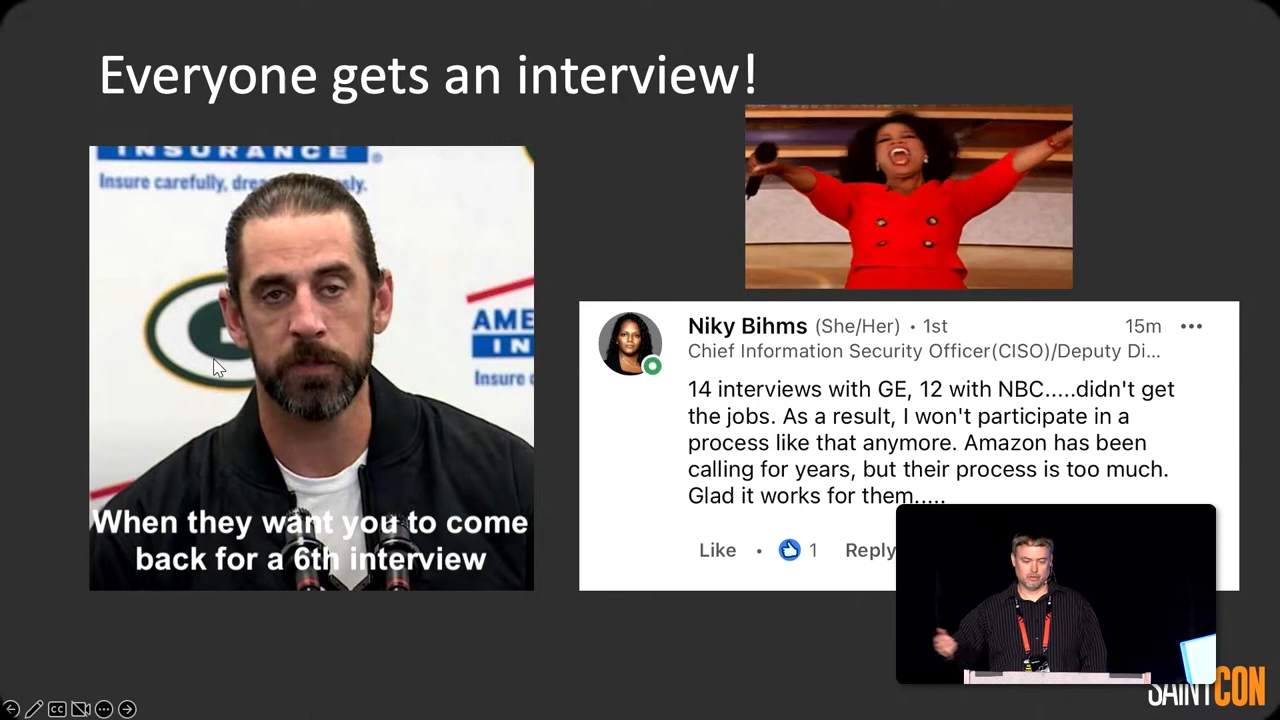 Everyone gets an interview!
INSURANCE
Insure carefully, dre
ly.
AME
IN
Insure
When they want you to come
back for a 6th interview
Niky Bihms (She/Her) • 1st
15m
Chief Information Security Officer(CISO)/Deputy Di...
14 interviews with GE, 12 with NBC.....didn't get
the jobs. As a result, I won't participate in a
process like that anymore. Amazon has been
calling for years, but their process is too much.
Glad it works for them.....
Like • 1 Reply
CC
SAINTCON